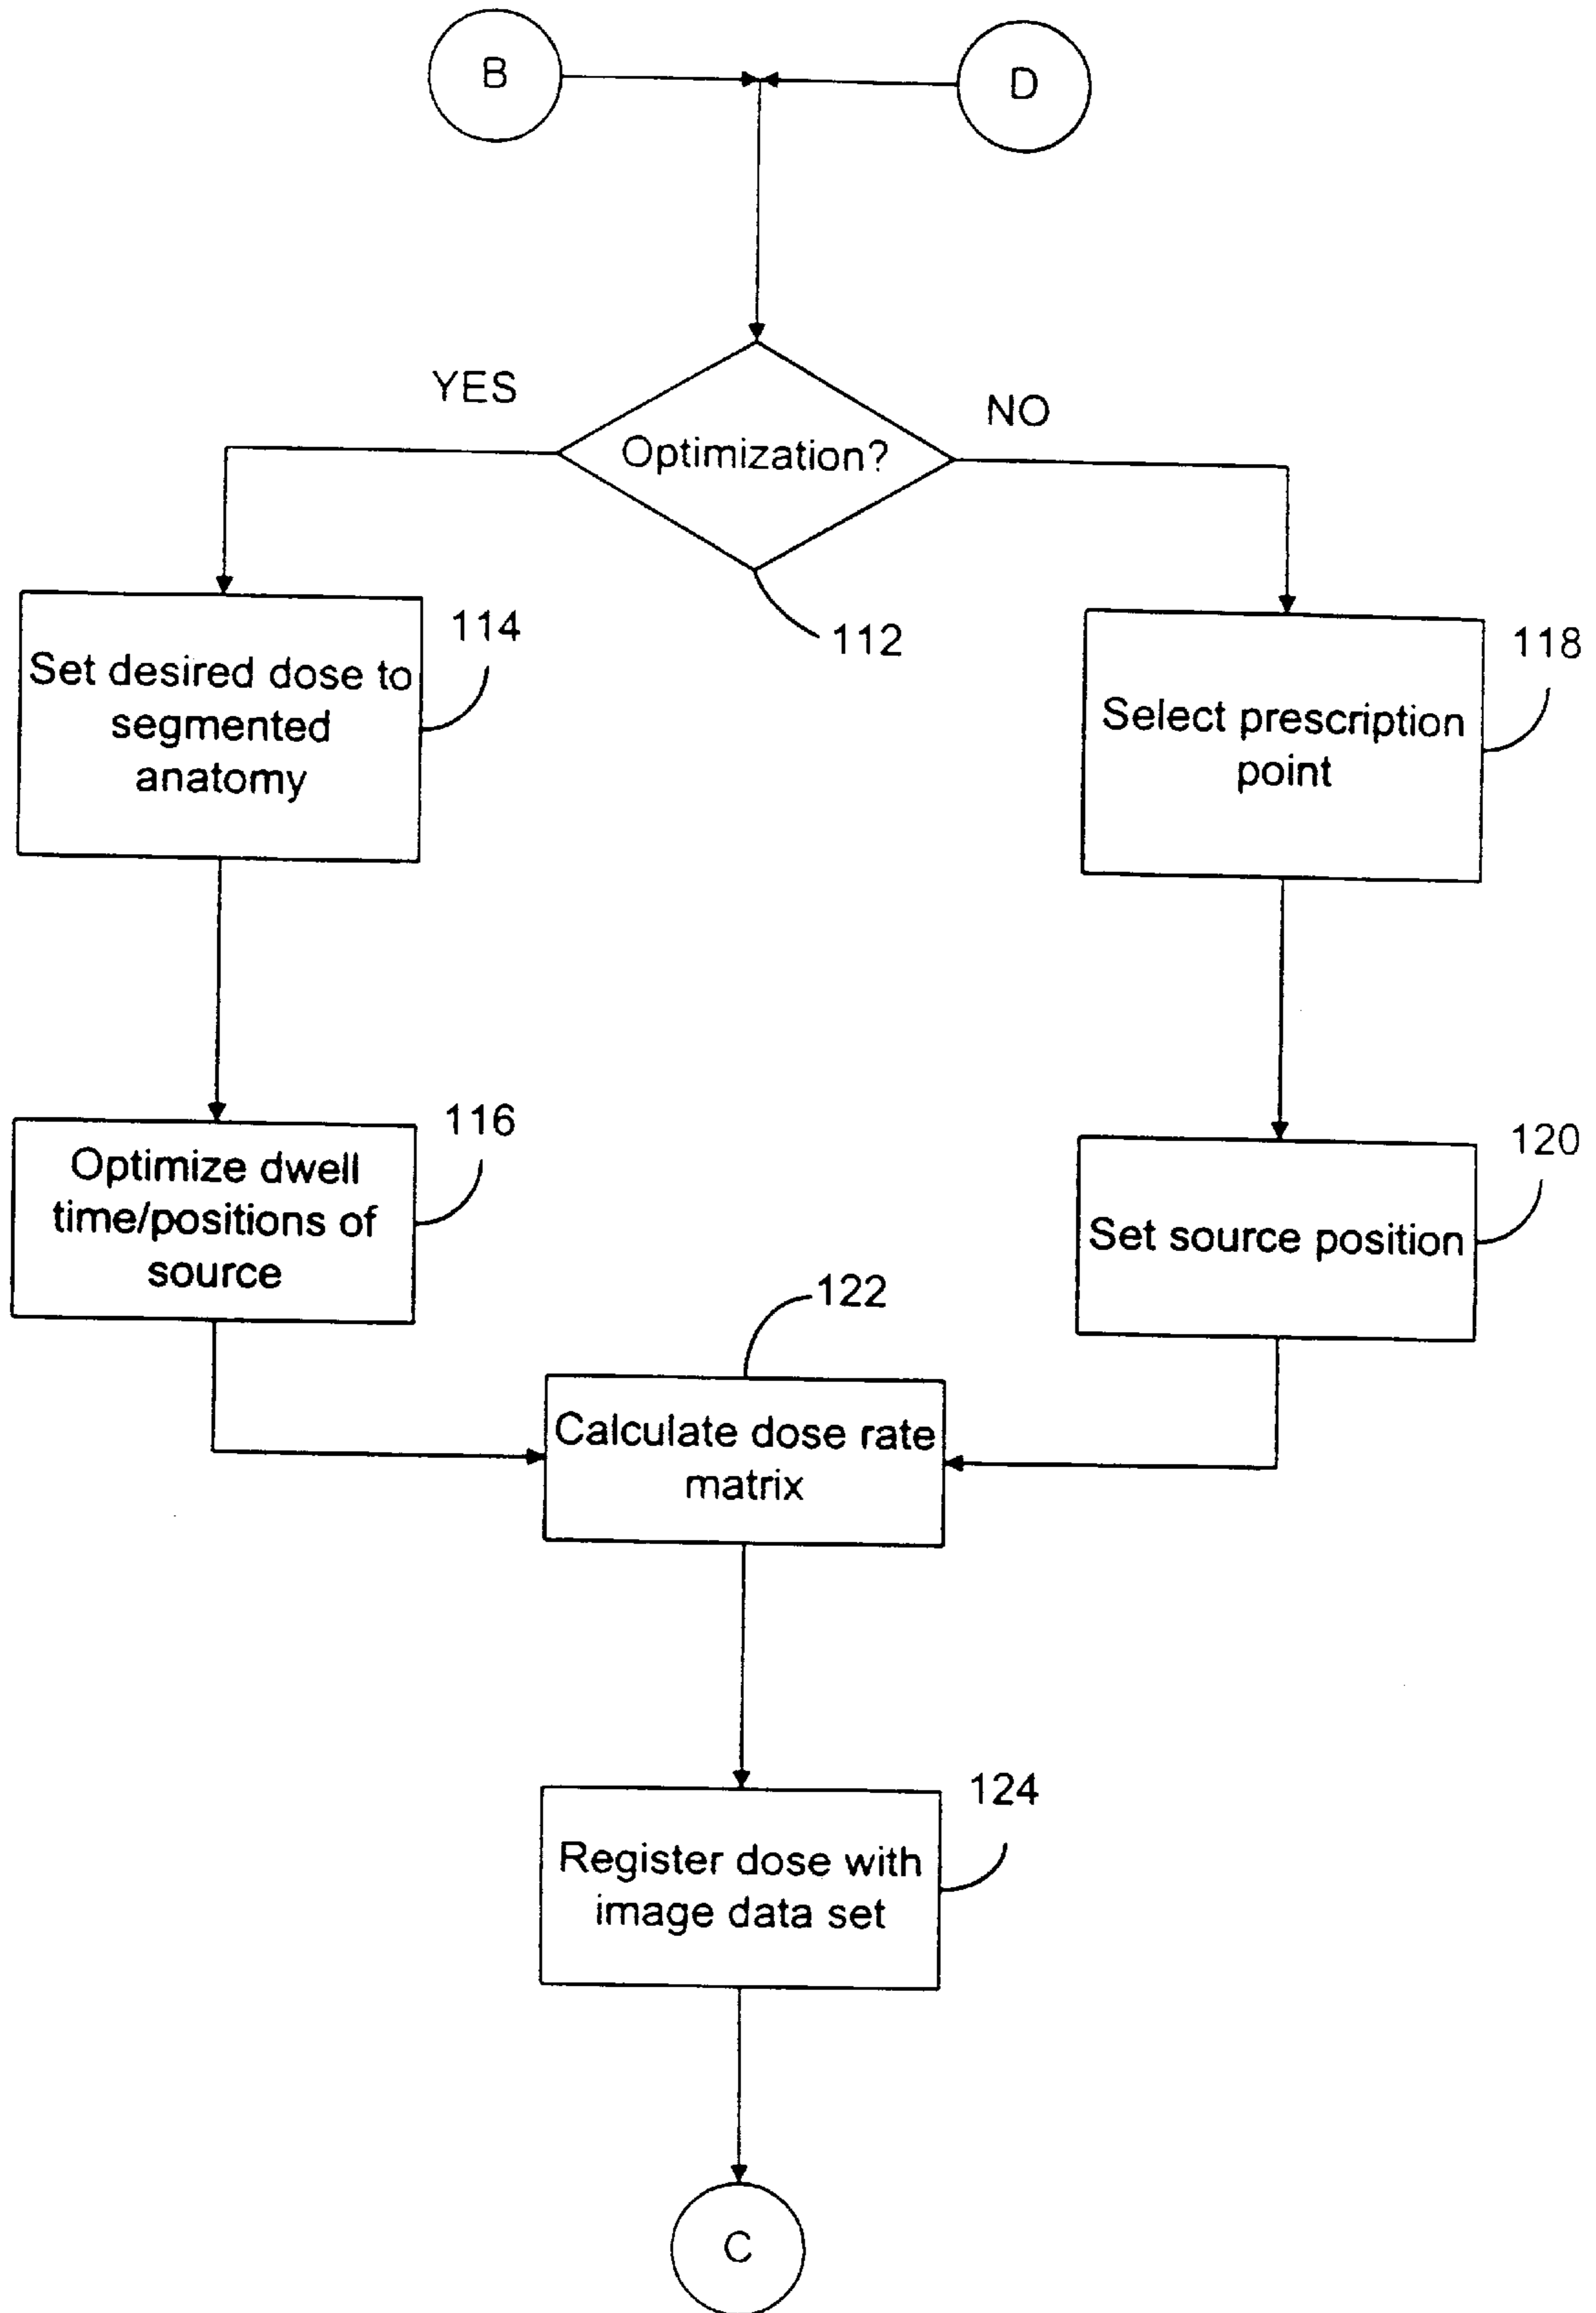 B
D
YES
NO
Optimization?
112
114
Set desired dose to
segmented
anatomy
118
Select prescription
point
116
Optimize dwell
time/positions of
source
120
Set source position
122
Calculate dose rate
matrix
124
Register dose with
image data set
C